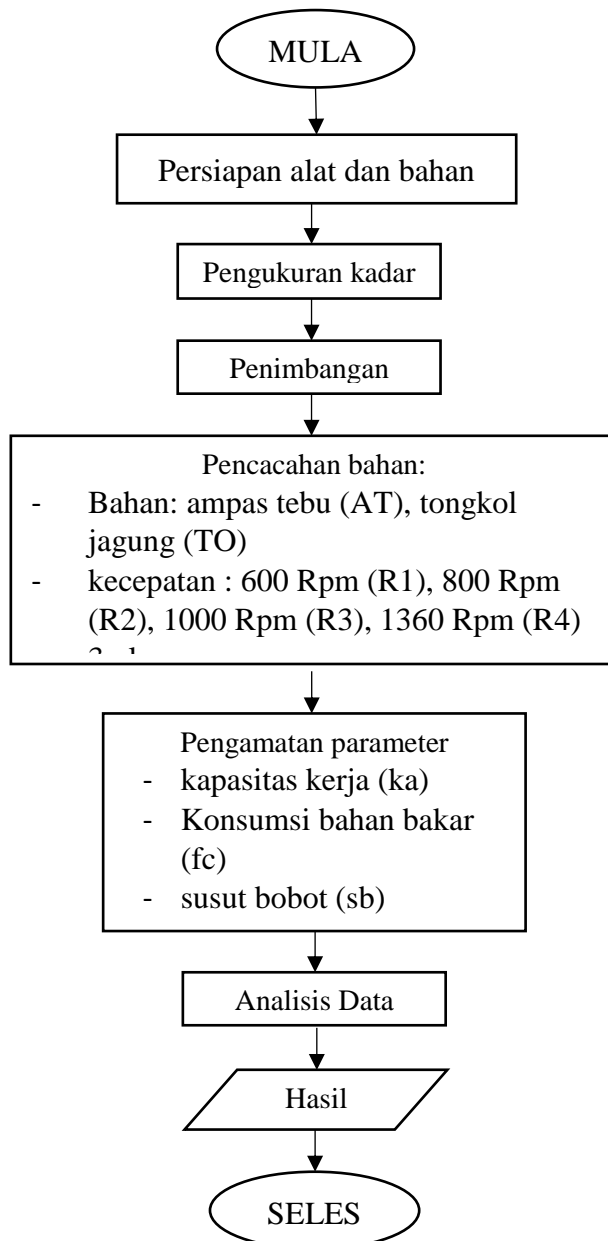 MULA
Persiapan alat dan bahan
Pengukuran kadar
Penimbangan
Pencacahan bahan:
- Bahan: ampas tebu (AT), tongkol
jagung (TO)
- kecepatan : 600 Rpm (R1), 800 Rpm
(R2), 1000 Rpm (R3), 1360 Rpm (R4)
Pengamatan parameter
- kapasitas kerja (ka)
- Konsumsi bahan bakar
(fc)
- susut bobot (sb)
Analisis Data
Hasil
SELES